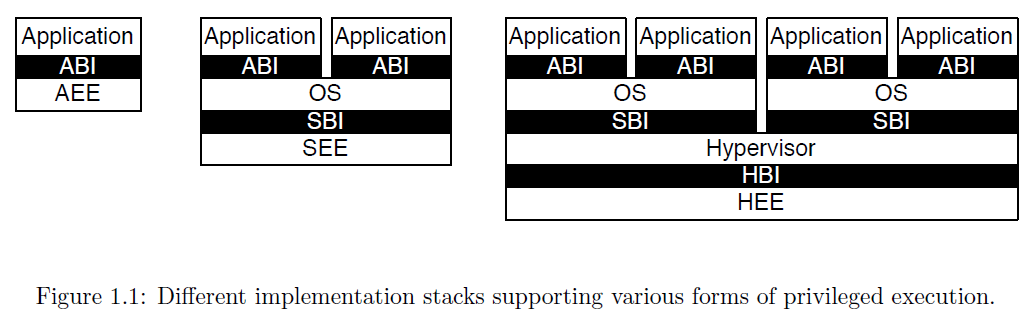 Application Application Application Application Application Application Application
ABI ABI ABI ABI ABI ABI ABI
AEE OS OS OS
SBI SBI SBI
SEE Hypervisor
HBI
HEE
Figure 1.1: Different implementation stacks supporting various forms of privileged execution.